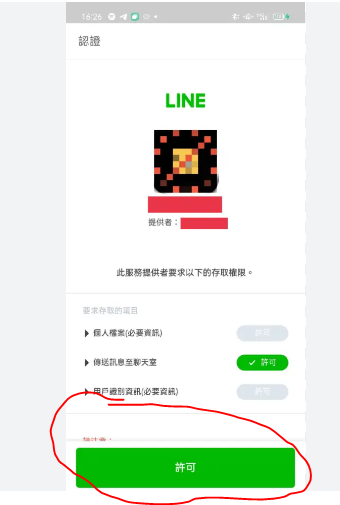 16:26
認證
LINE
提供者：
此服務提供者要求以下的存取權限。
要求存取的項目
個人檔案(必要資訊)
許可
傳送訊息至聊天室
✓ 許可
用戶識別資訊(必要資訊)
許可
許可